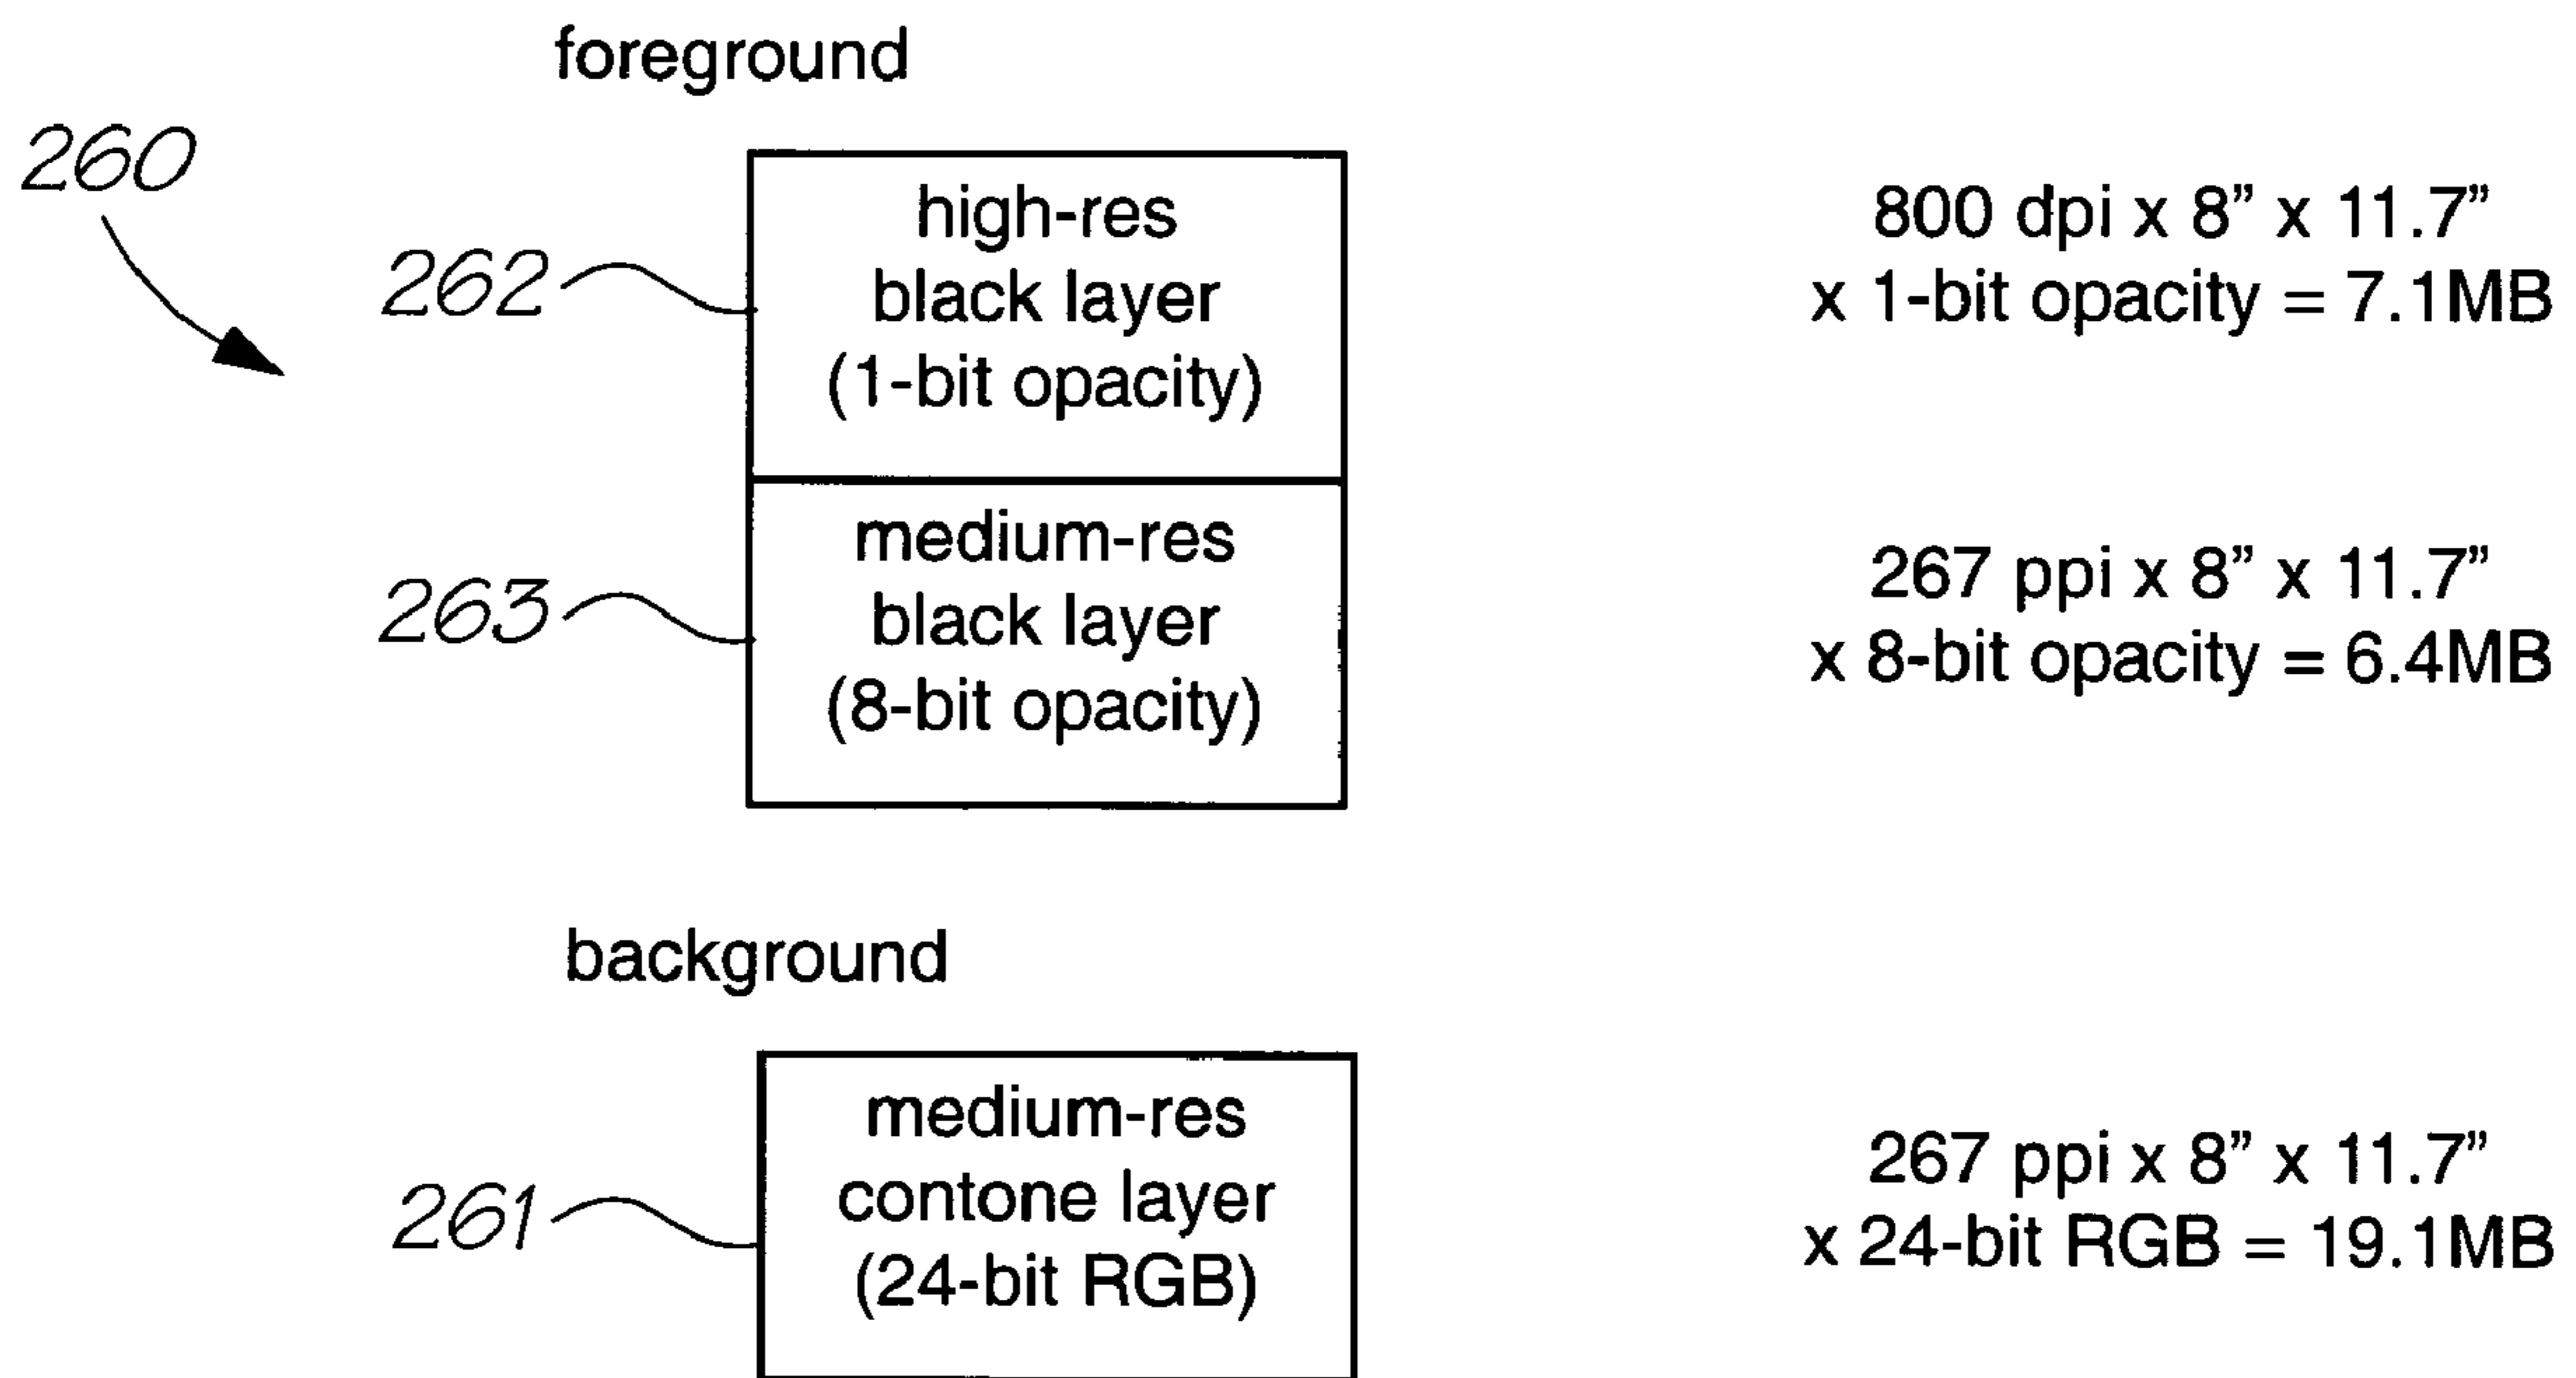 foreground
260
262
high-res
black layer
(1-bit opacity)
800 dpi x 8” x 11.7”
x 1-bit opacity = 7.1MB
263
medium-res
black layer
(8-bit opacity)
267 ppi x 8” x 11.7”
x 8-bit opacity = 6.4MB
background
261
medium-res
contone layer
(24-bit RGB)
267 ppi x 8” x 11.7”
x 24-bit RGB = 19.1MB